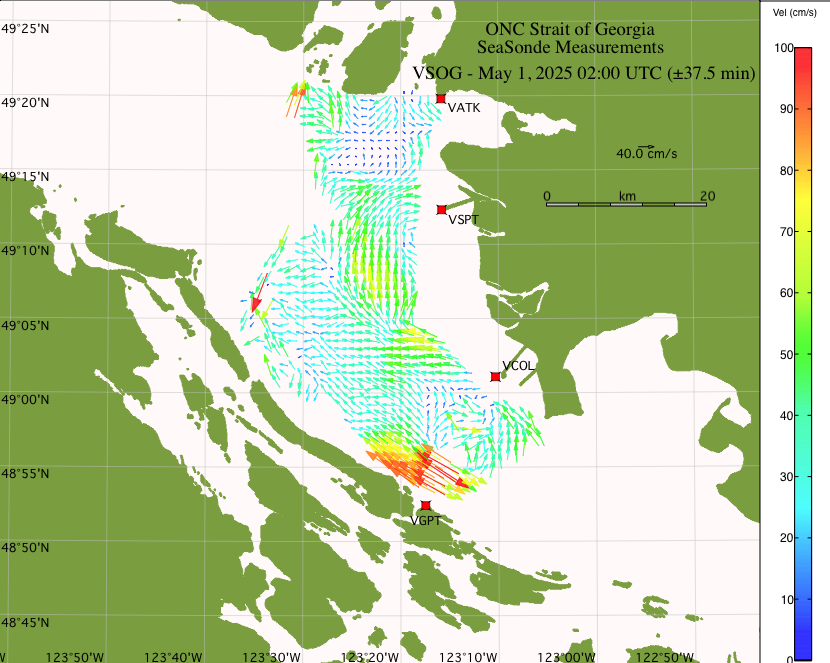 Vel (cm/s)
ONC Strait of Georgia
SeaSonde Measurements
VSOG - May 1, 2025 02:00 UTC (±37.5 min)
49°25'N
49°20'N
49°15'N
49°10'N
49°05'N
49°00'N
48°55'N
48°50'N
48°45'N
VATK
40.0 cm/s
0 km 20
VSPT
VCOL
VGPT
W 123°50'W 123°40'W 123°30'W 123°20'W 123°10'W 123°00'W 122°50'W
100
90
80
70
60
50
40
30
20
10
0